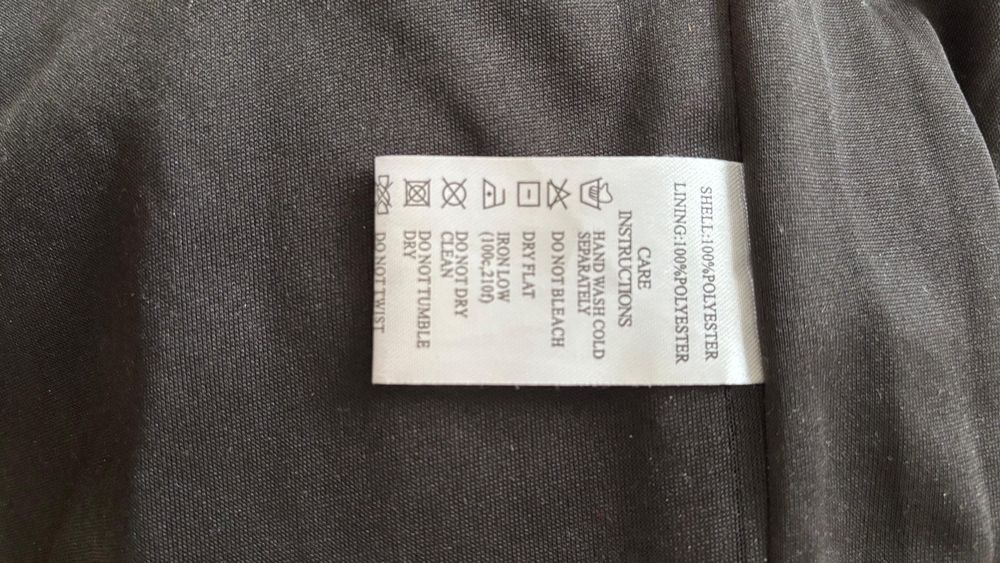 SHELL:100%POLYESTER
LINING:100%POLYESTER
CARE
INSTRUCTIONS
HAND WASH COLD
SEPARATELY
DO NOT BLEACH
DRY FLAT
IRON LOW
(100c,210f)
DO NOT DRY
CLEAN
DO NOT TUMBLE
DRY
DO NOT TWIST